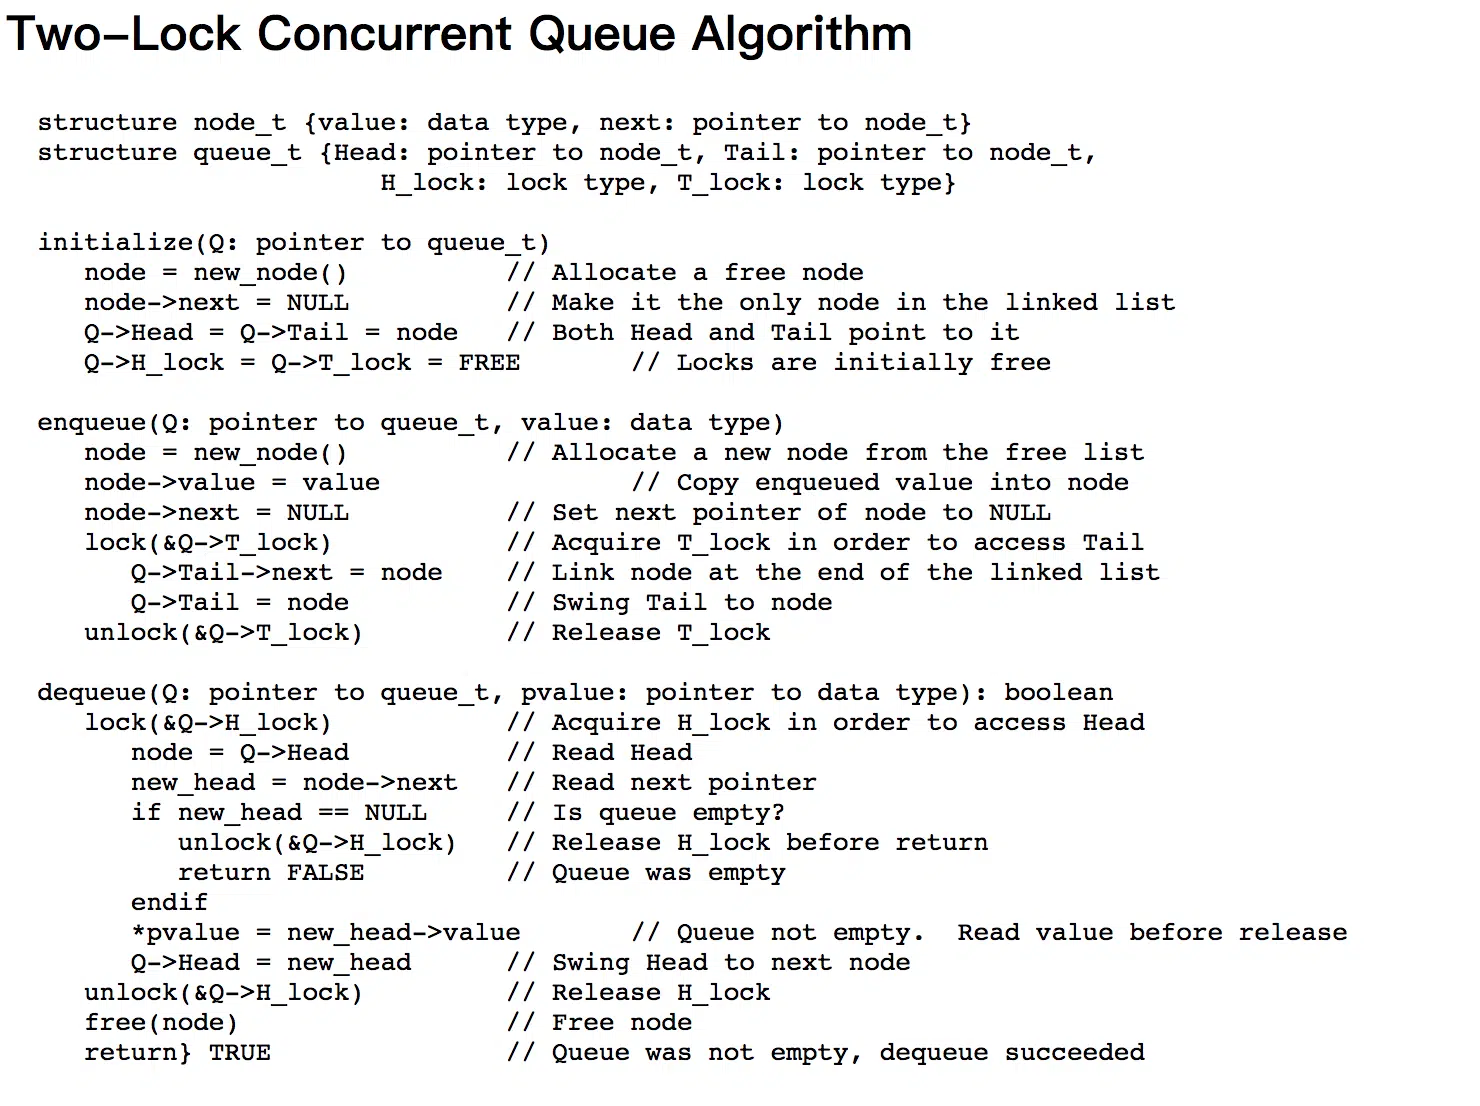 Two-Lock Concurrent Queue Algorithm
structure node_t {value: data type, next: pointer to node_t}
structure queue_t {Head: pointer to node_t, Tail: pointer to node_t,
H_lock: lock type, T_lock: lock type}
initialize(Q: pointer to queue_t)
node = new_node() // Allocate a free node
node->next = NULL // Make it the only node in the linked list
Q->Head = Q->Tail = node // Both Head and Tail point to it
Q->H_lock = Q->T_lock = FREE // Locks are initially free
enqueue(Q: pointer to queue_t, value: data type)
node = new_node() // Allocate a new node from the free list
node->value = value // Copy enqueued value into node
node->next = NULL // Set next pointer of node to NULL
lock(&Q->T_lock) // Acquire T_lock in order to access Tail
Q->Tail->next = node // Link node at the end of the linked list
Q->Tail = node // Swing Tail to node
unlock(&Q->T_lock) // Release T_lock
dequeue(Q: pointer to queue_t, pvalue: pointer to data type): boolean
lock(&Q->H_lock) // Acquire H_lock in order to access Head
node = Q->Head // Read Head
new_head = node->next // Read next pointer
if new_head == NULL // Is queue empty?
unlock(&Q->H_lock) // Release H_lock before return
return FALSE // Queue was empty
endif
*pvalue = new_head->value // Queue not empty. Read value before release
Q->Head = new_head // Swing Head to next node
unlock(&Q->H_lock) // Release H_lock
free(node) // Free node
return} TRUE // Queue was not empty, dequeue succeeded